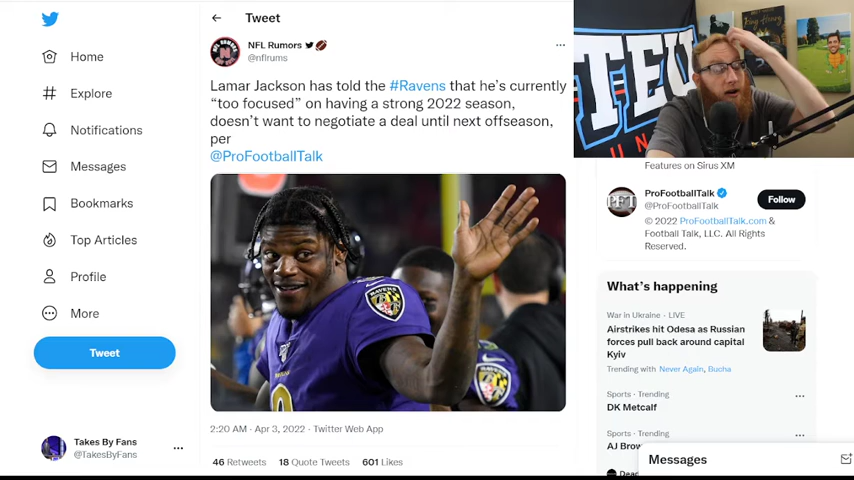 Home
Explore
Notifications
Messages
Bookmarks
Top Articles
Profile
More
Tweet
Takes By Fans
@TakesByFans
Tweet
NFL Rumors
@nflrums
Lamar Jackson has told the #Ravens that he's currently
“too focused” on having a strong 2022 season,
doesn't want to negotiate a deal until next offseason,
per
@ProFootballTalk
RAVENS
2:20 AM · Apr 3, 2022 · Twitter Web App
46 Retweets 18 Quote Tweets 601 Likes
Features on Sirus XM
ProFootballTalk
@ProFootballTalk
Follow
© 2022 ProFootballTalk.com &
Football Talk, LLC. All Rights
Reserved.
What's happening
War in Ukraine · LIVE
Airstrikes hit Odesa as Russian
forces pull back around capital
Kyiv
Trending with Never Again, Bucha
Sports · Trending
DK Metcalf
Sports · Trending
Messages